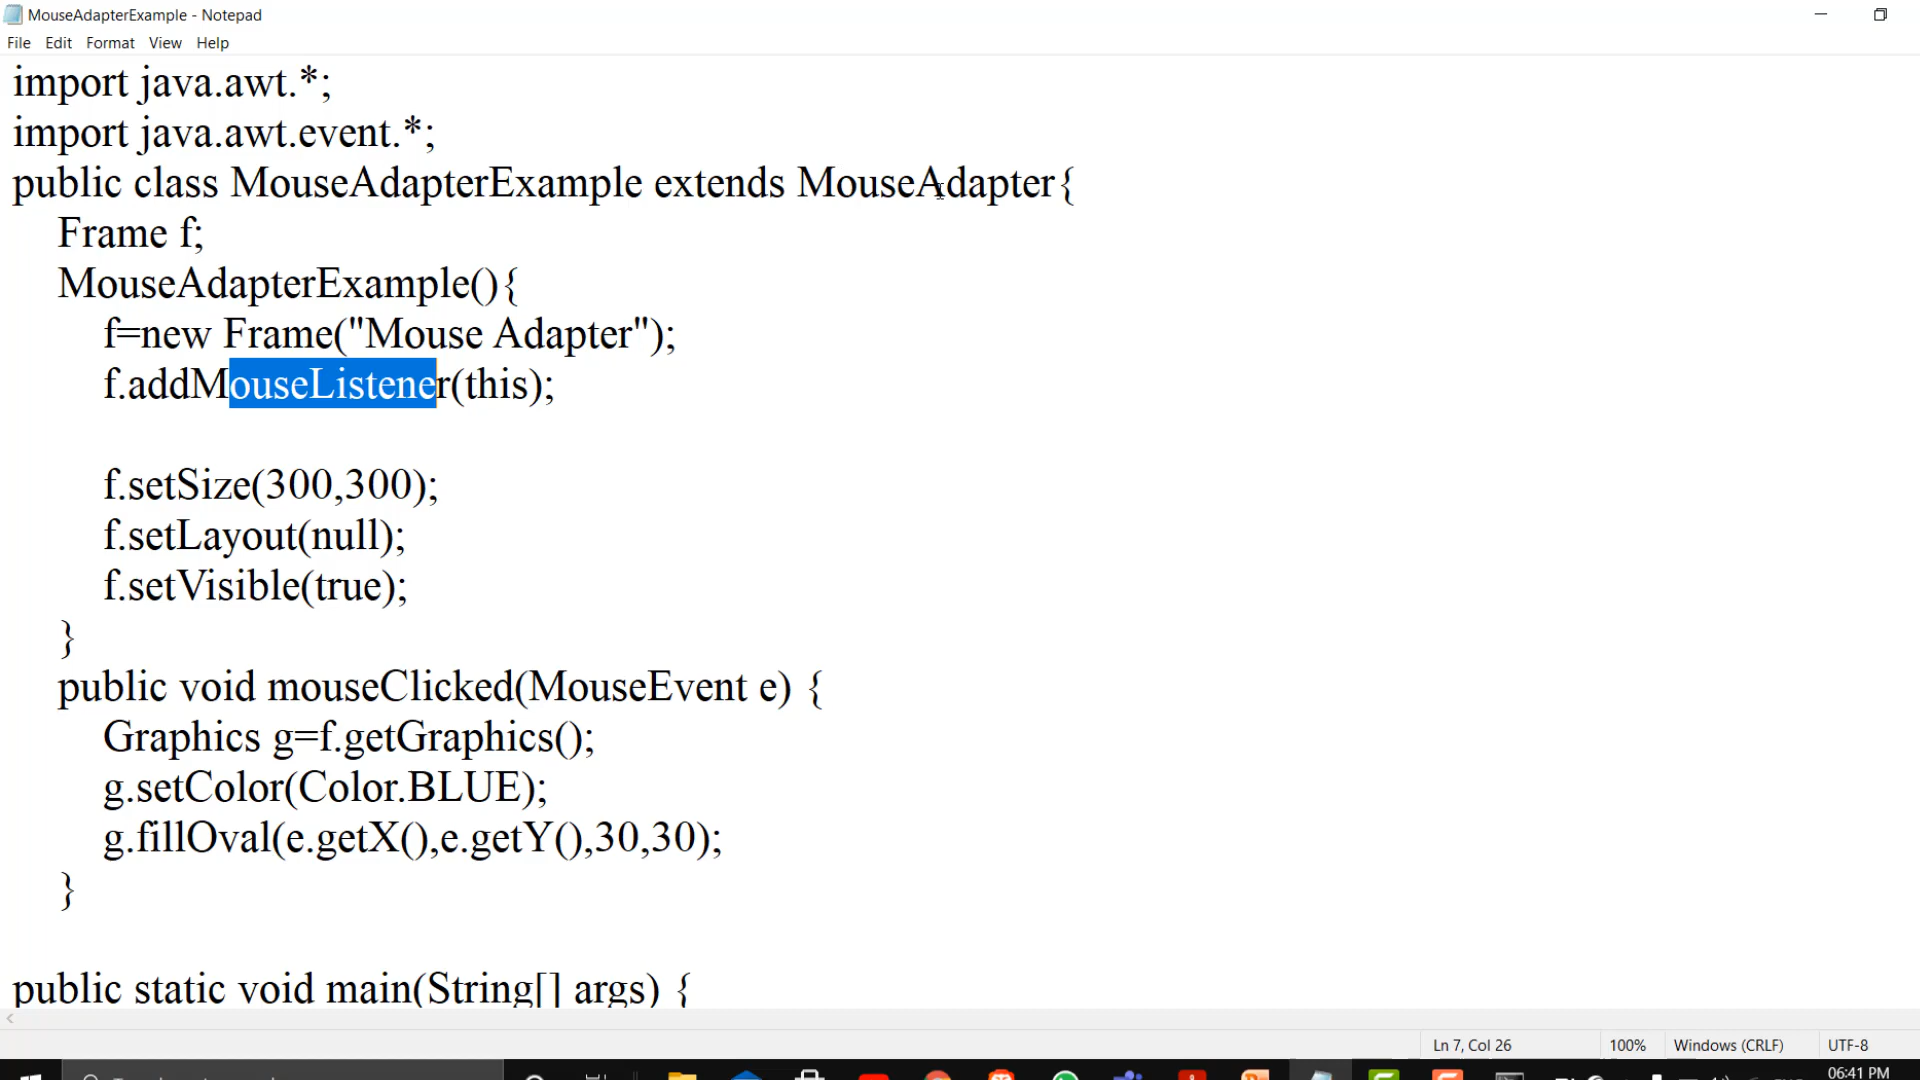 MouseAdapterExample - Notepad
File Edit Format View Help
import java.awt.*;
import java.awt.event.*;
public class MouseAdapterExample extends MouseAdapter{
Frame f;
MouseAdapterExample(){
f=new Frame("Mouse Adapter");
f.addMouseListener(this);
f.setSize(300,300);
f.setLayout(null);
f.setVisible(true);
}
public void mouseClicked(MouseEvent e) {
Graphics g=f.getGraphics();
g.setColor(Color.BLUE);
g.fillOval(e.getX(),e.getY(),30,30);
}
public static void main(String[] args) {
Ln 7, Col 26 100% Windows (CRLF) UTF-8
06:41 PM